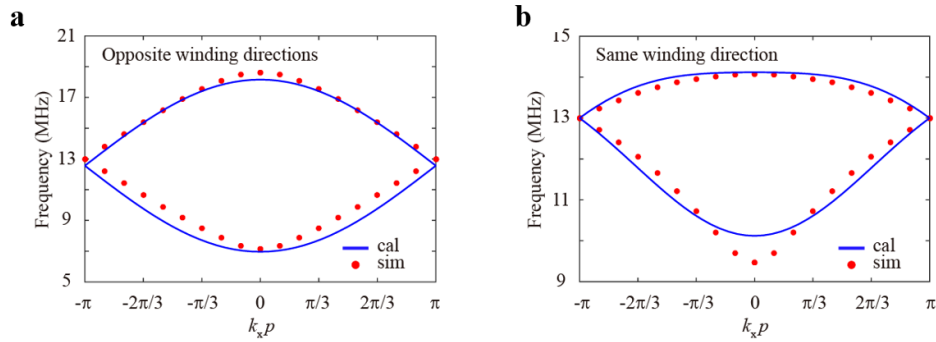 a
Opposite winding directions
Frequency (MHz)
21
17
13
9
5
cal
sim
-π
-2π/3
-π/3
0
π/3
2π/3
π
kₓp
b
Same winding direction
Frequency (MHz)
15
13
11
9
cal
sim
-π
-2π/3
-π/3
0
π/3
2π/3
π
kₓp